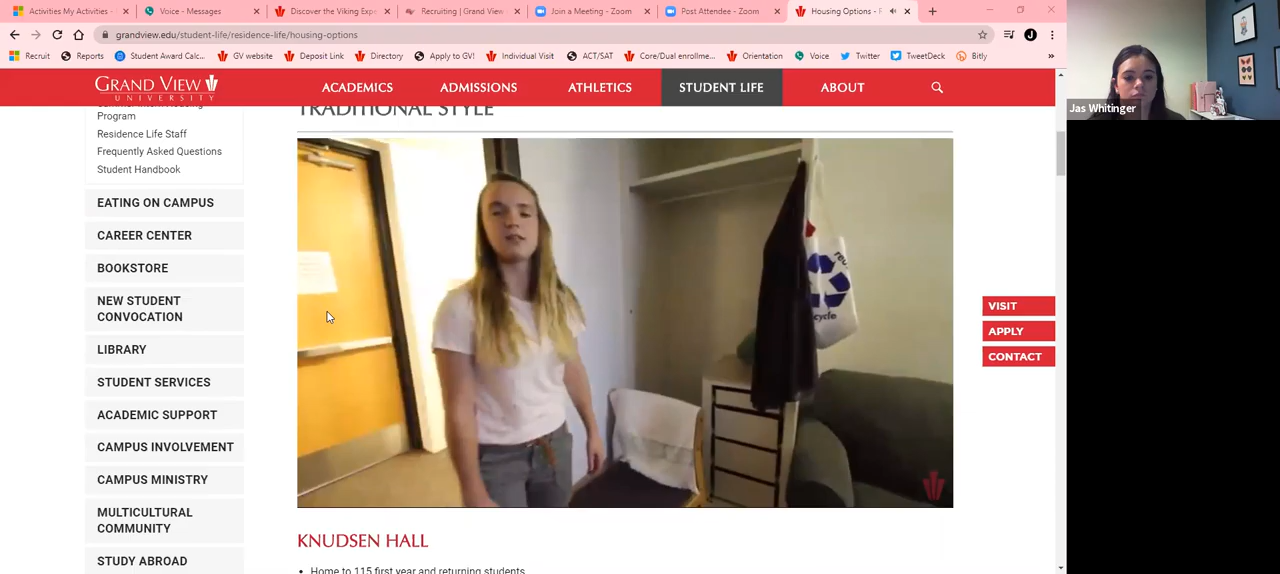 Activities My Activities - M
Voice - Messages
Discover the Viking Exp
Recruiting | Grand View
Join a Meeting - Zoom
Post Attendee - Zoom
Housing Options - F
grandview.edu/student-life/residence-life/housing-options
J
Recruit
Reports
Student Award Calc...
GV website
Deposit Link
Directory
Apply to GV!
Individual Visit
ACT/SAT
Core/Dual enrollme...
Orientation
Voice
Twitter
TweetDeck
Bitly
»
GRAND VIEW
UNIVERSITY
ACADEMICS
ADMISSIONS
ATHLETICS
STUDENT LIFE
ABOUT
Jas Whitinger
TRADITIONAL STYLE
Program
Residence Life Staff
Frequently Asked Questions
Student Handbook
EATING ON CAMPUS
CAREER CENTER
BOOKSTORE
NEW STUDENT
CONVOCATION
LIBRARY
STUDENT SERVICES
ACADEMIC SUPPORT
CAMPUS INVOLVEMENT
CAMPUS MINISTRY
MULTICULTURAL
COMMUNITY
STUDY ABROAD
VISIT
APPLY
CONTACT
KNUDSEN HALL
• Home to 115 first year and returning students